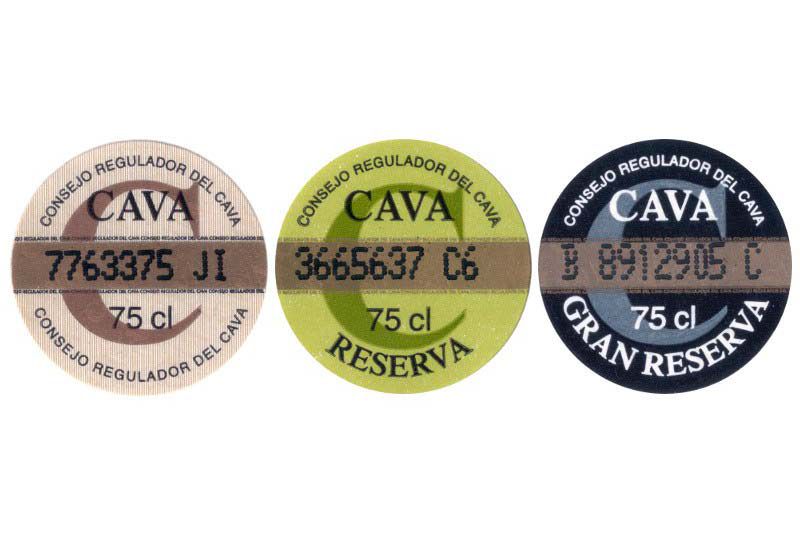 CONSEJO REGULADOR DEL CAVA
CAVA
7763375 JI
75 cl
CONSEJO REGULADOR DEL CAVA
CONSEJO REGULADOR DEL CAVA
CAVA
3665637 C6
75 cl
RESERVA
CONSEJO REGULADOR DEL CAVA
CAVA
B 8912905 C
75 cl
GRAN RESERVA